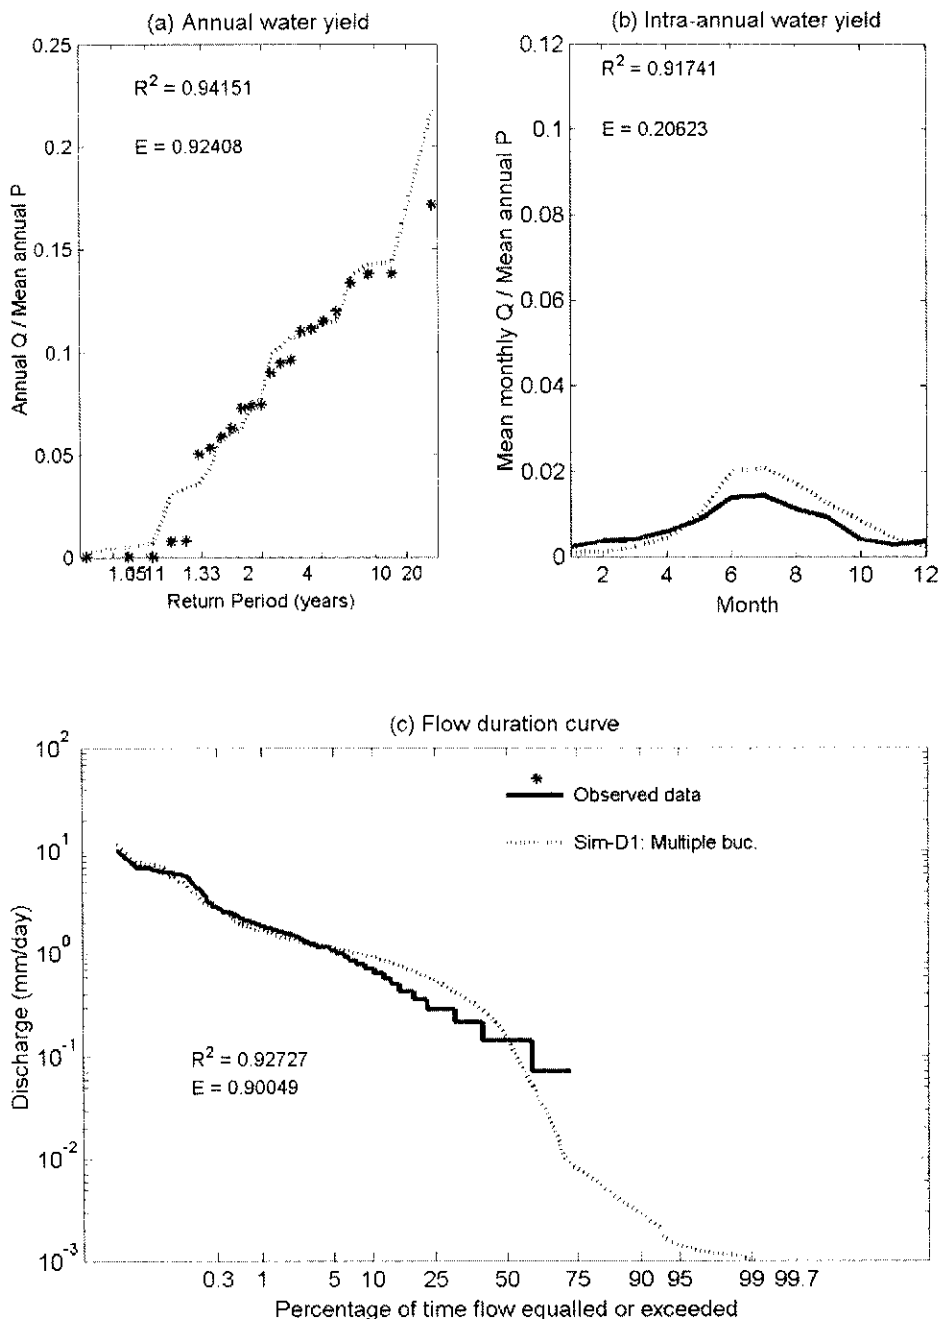 (a) Annual water yield
0.25
0.2
0.15
0.1
0.05
0
Annual Q / Mean annual P
R² = 0.94151
E = 0.92408
1.33 2 4 10 20
Return Period (years)
(b) Intra-annual water yield
0.12
0.1
0.08
0.06
0.04
0.02
0
Mean monthly Q / Mean annual P
R² = 0.91741
E = 0.20623
2 4 6 8 10 12
Month
(c) Flow duration curve
10²
10¹
10⁰
10⁻¹
10⁻²
10⁻³
Discharge (mm/day)
Observed data
Sim-D1: Multiple buc.
R² = 0.92727
E = 0.90049
0.3 1 5 10 25 50 75 90 95 99 99.7
Percentage of time flow equalled or exceeded